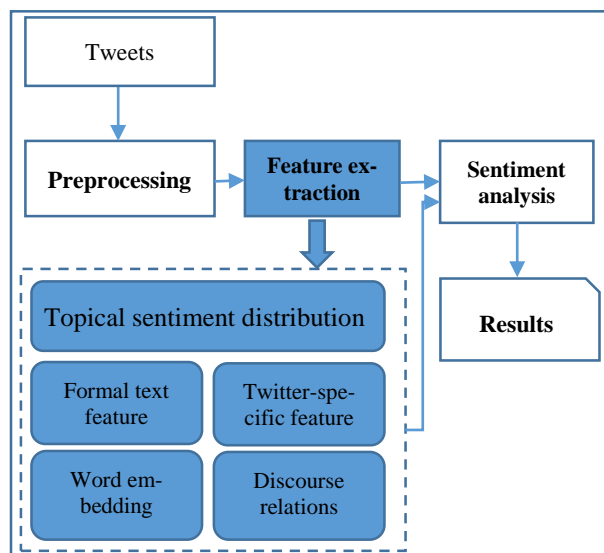 Tweets
Preprocessing
Feature ex-
traction
Sentiment
analysis
Results
Topical sentiment distribution
Formal text
feature
Twitter-spe-
cific feature
Word em-
bedding
Discourse
relations